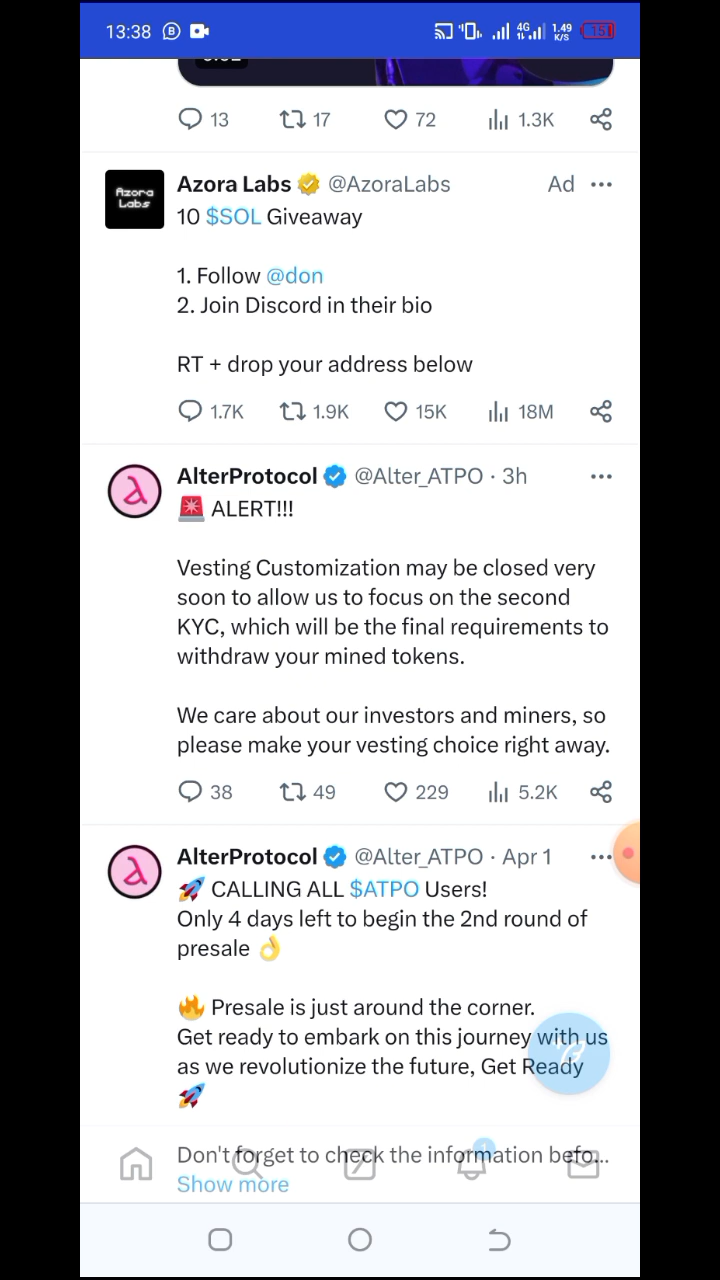 13:38
4G
1.49
K/S
15
13
17
72
1.3K
Azora
Labs
Azora Labs @AzoraLabs Ad
10 $SOL Giveaway
1. Follow @don
2. Join Discord in their bio
RT + drop your address below
1.7K
1.9K
15K
18M
AlterProtocol @Alter_ATPO · 3h
🚨 ALERT!!!
Vesting Customization may be closed very
soon to allow us to focus on the second
KYC, which will be the final requirements to
withdraw your mined tokens.
We care about our investors and miners, so
please make your vesting choice right away.
38
49
229
5.2K
AlterProtocol @Alter_ATPO · Apr 1
🚀 CALLING ALL $ATPO Users!
Only 4 days left to begin the 2nd round of
presale 👌
🔥 Presale is just around the corner.
Get ready to embark on this journey with us
as we revolutionize the future, Get Ready
🚀
Don't forget to check the information befo...
1
Show more